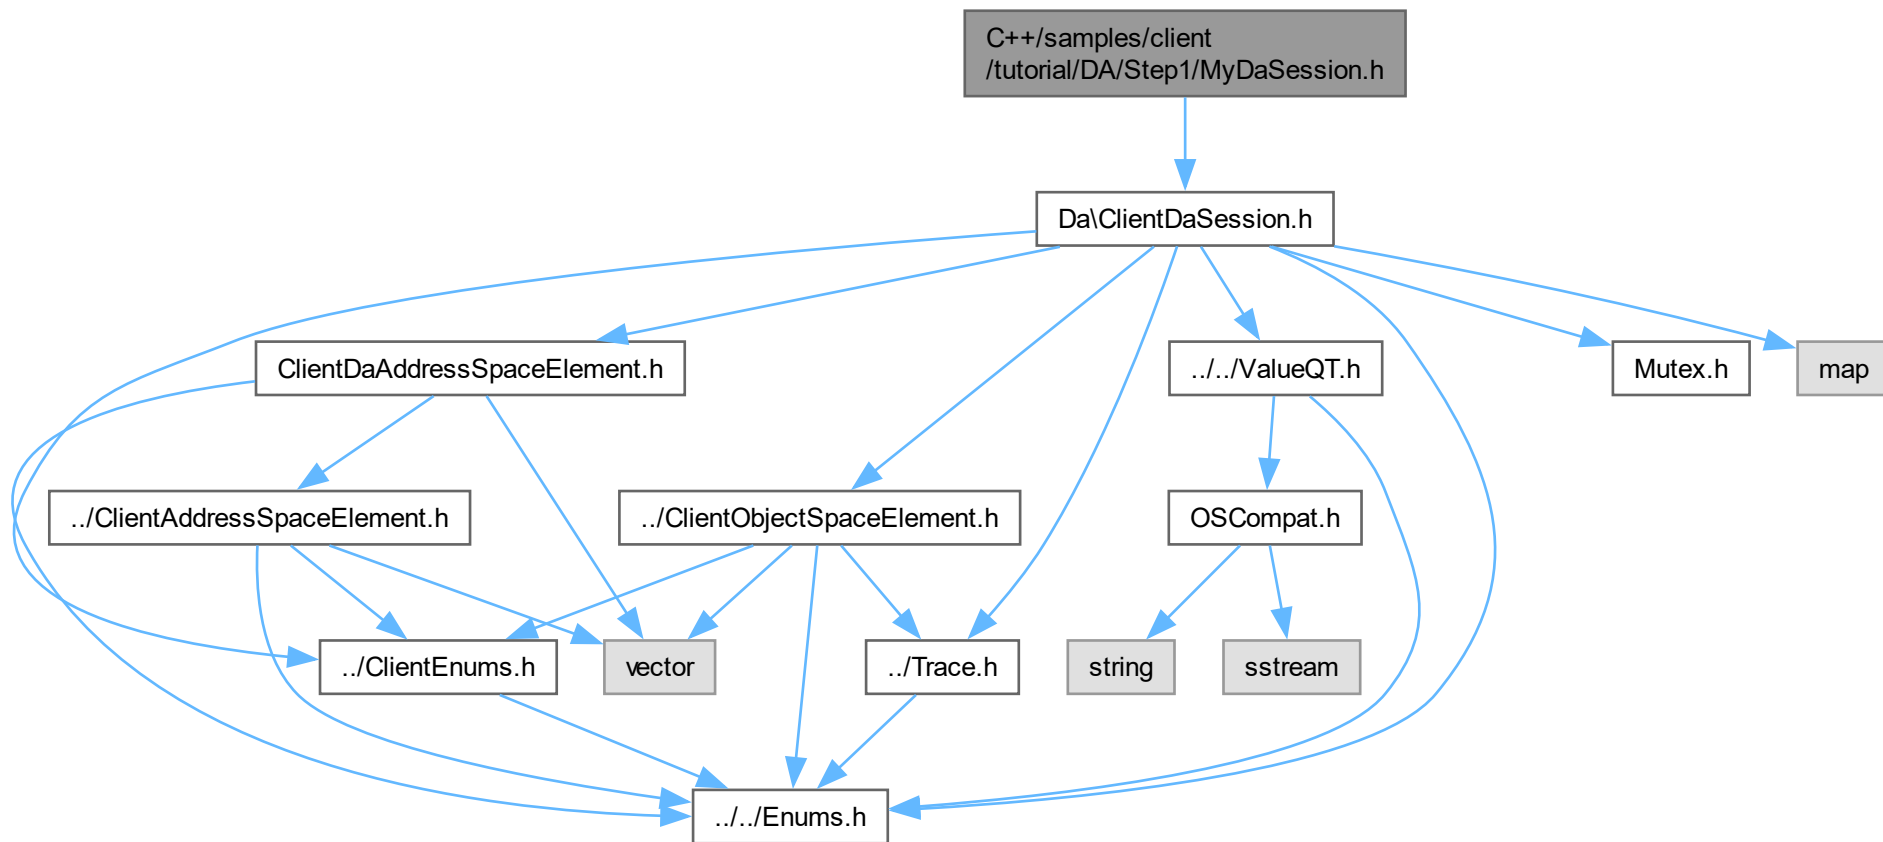 C++/samples/client
/tutorial/DA/Step1/MyDaSession.h
Da\ClientDaSession.h
ClientDaAddressSpaceElement.h
../../ValueQT.h
Mutex.h
map
../ClientAddressSpaceElement.h
../ClientObjectSpaceElement.h
OSCompat.h
../ClientEnums.h
vector
../Trace.h
string
sstream
../../Enums.h